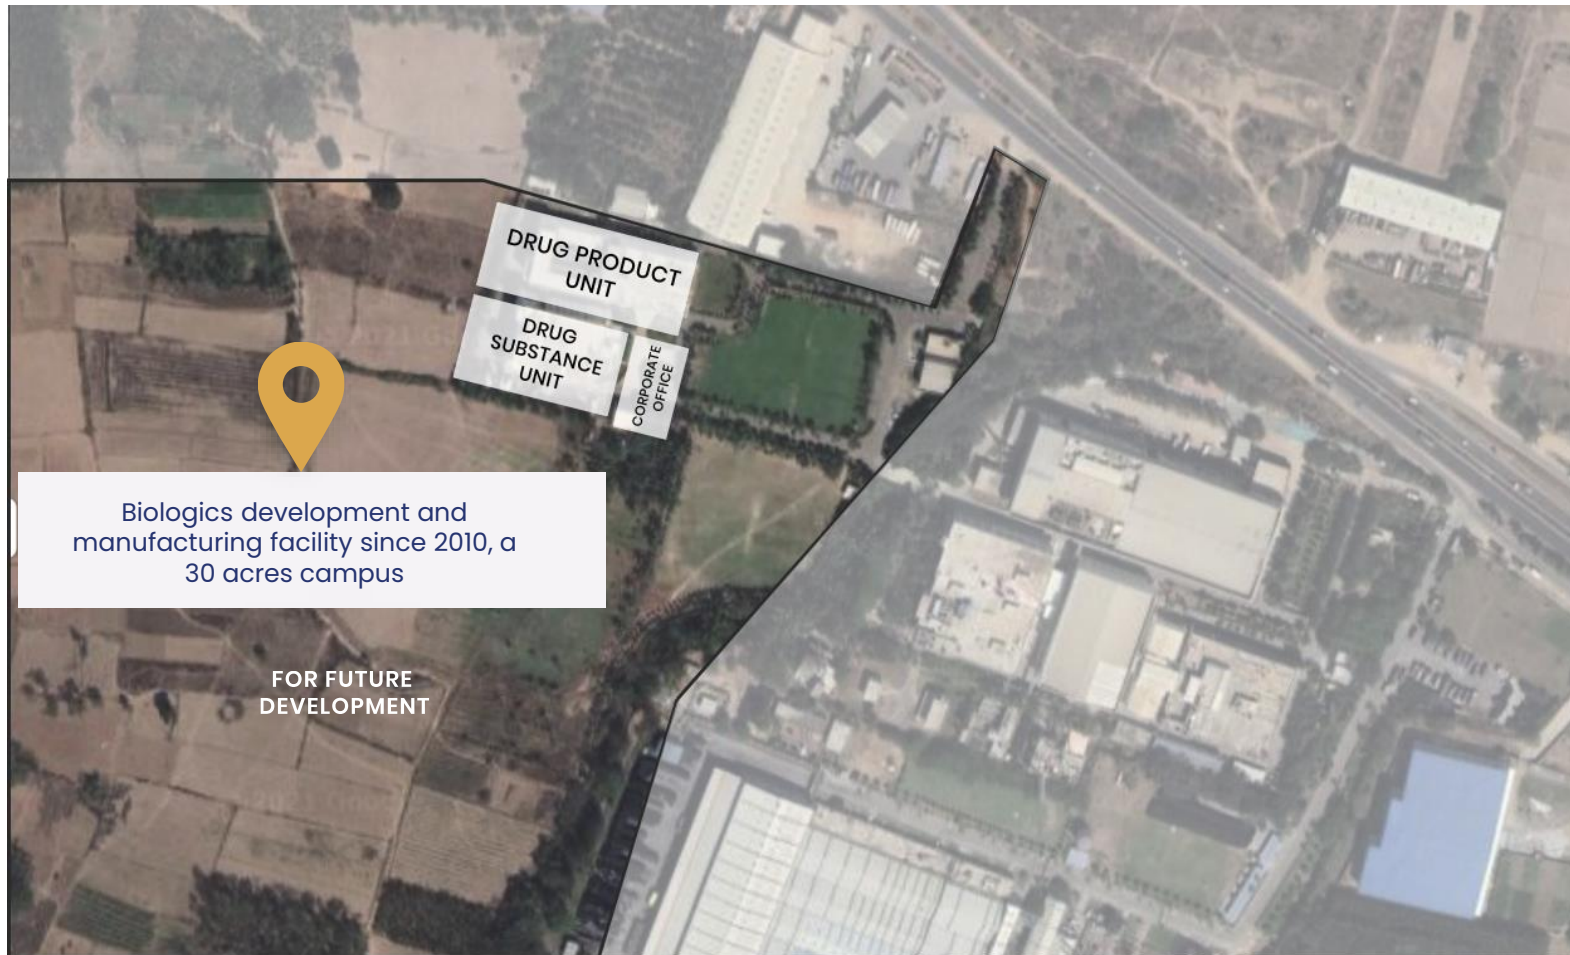 DRUG PRODUCT
UNIT
DRUG
SUBSTANCE
UNIT
CORPORATE
OFFICE
Biologics development and
manufacturing facility since 2010, a
30 acres campus
FOR FUTURE
DEVELOPMENT